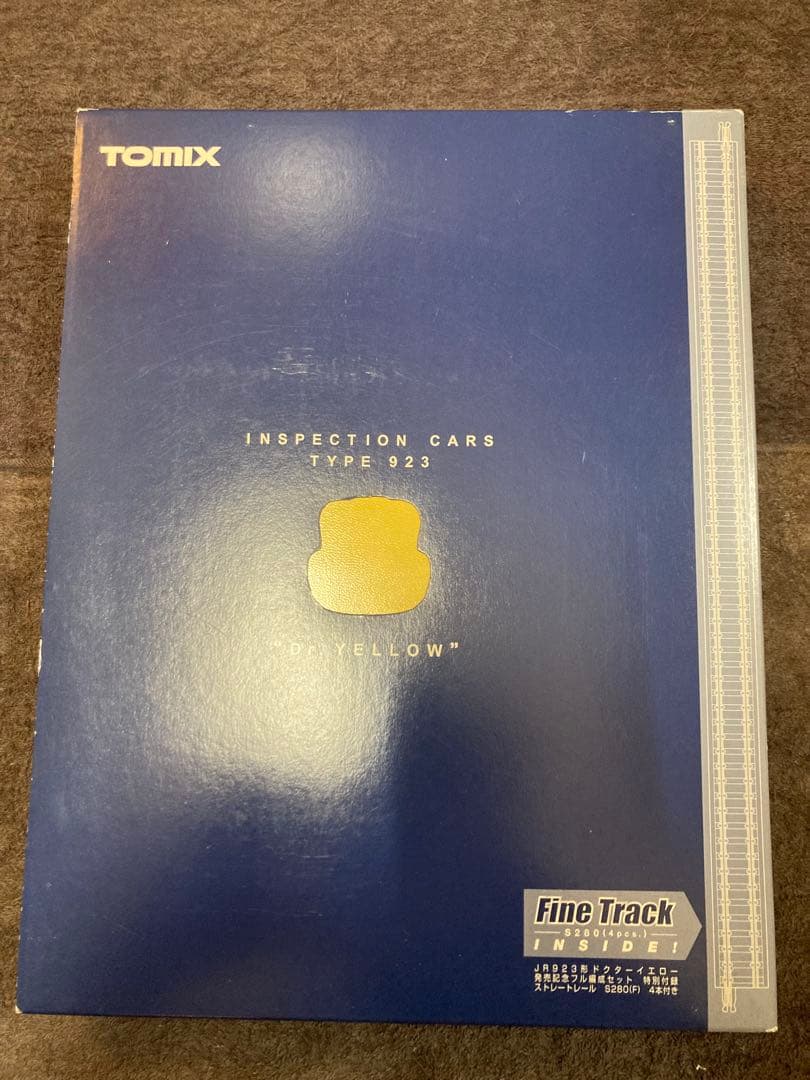 TOMIX
INSPECTION CARS
TYPE 923
"Dr. YELLOW"
Fine Track
S280(4pcs.)
INSIDE!
JR923形ドクターイエロー
発売記念フル編成セット 特別付録
ストレートレール S280(F) 4本付き